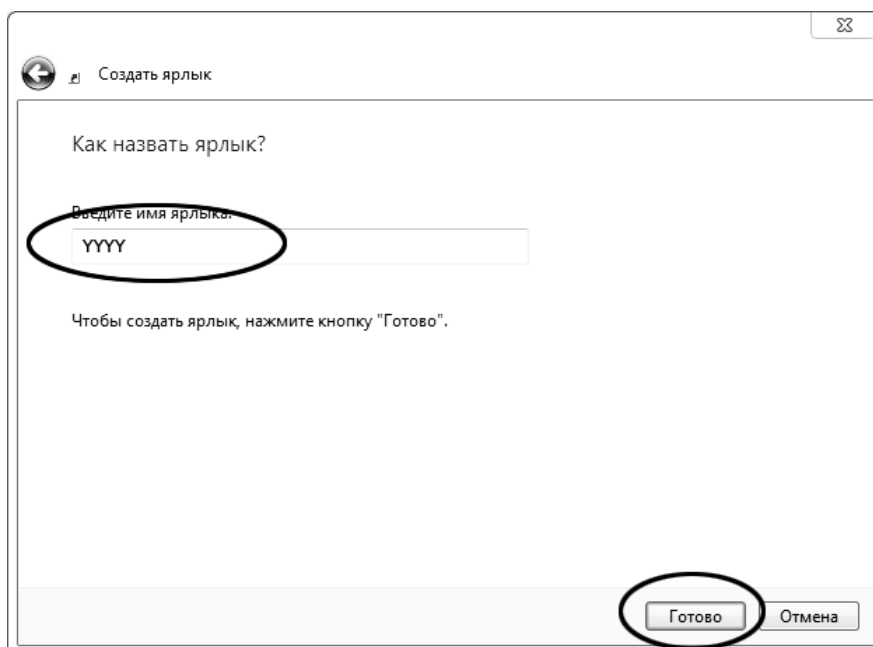 Создать ярлык
Как назвать ярлык?
Введите имя ярлыка:
YYYY
Чтобы создать ярлык, нажмите кнопку "Готово".
Готово
Отмена